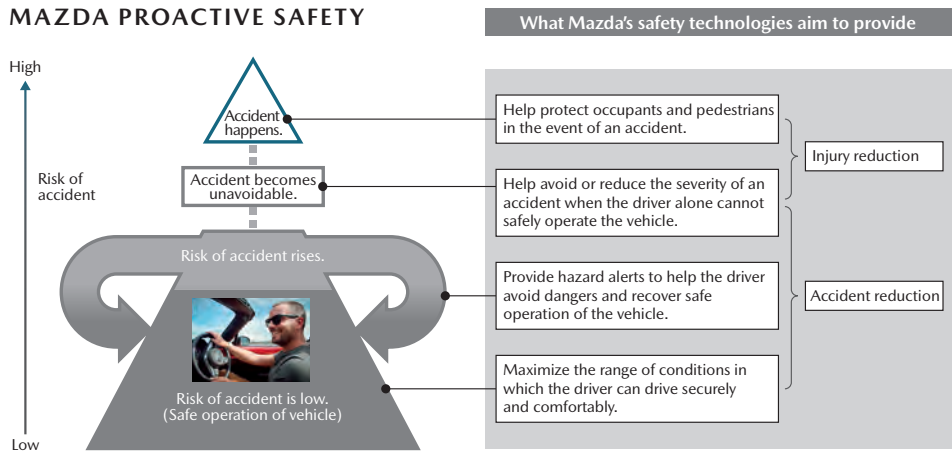 MAZDA PROACTIVE SAFETY
What Mazda's safety technologies aim to provide
High
Risk of
accident
Low
Accident
happens.
Accident becomes
unavoidable.
Risk of accident rises.
Risk of accident is low.
(Safe operation of vehicle)
Help protect occupants and pedestrians
in the event of an accident.
Help avoid or reduce the severity of an
accident when the driver alone cannot
safely operate the vehicle.
Provide hazard alerts to help the driver
avoid dangers and recover safe
operation of the vehicle.
Maximize the range of conditions in
which the driver can drive securely
and comfortably.
Injury reduction
Accident reduction